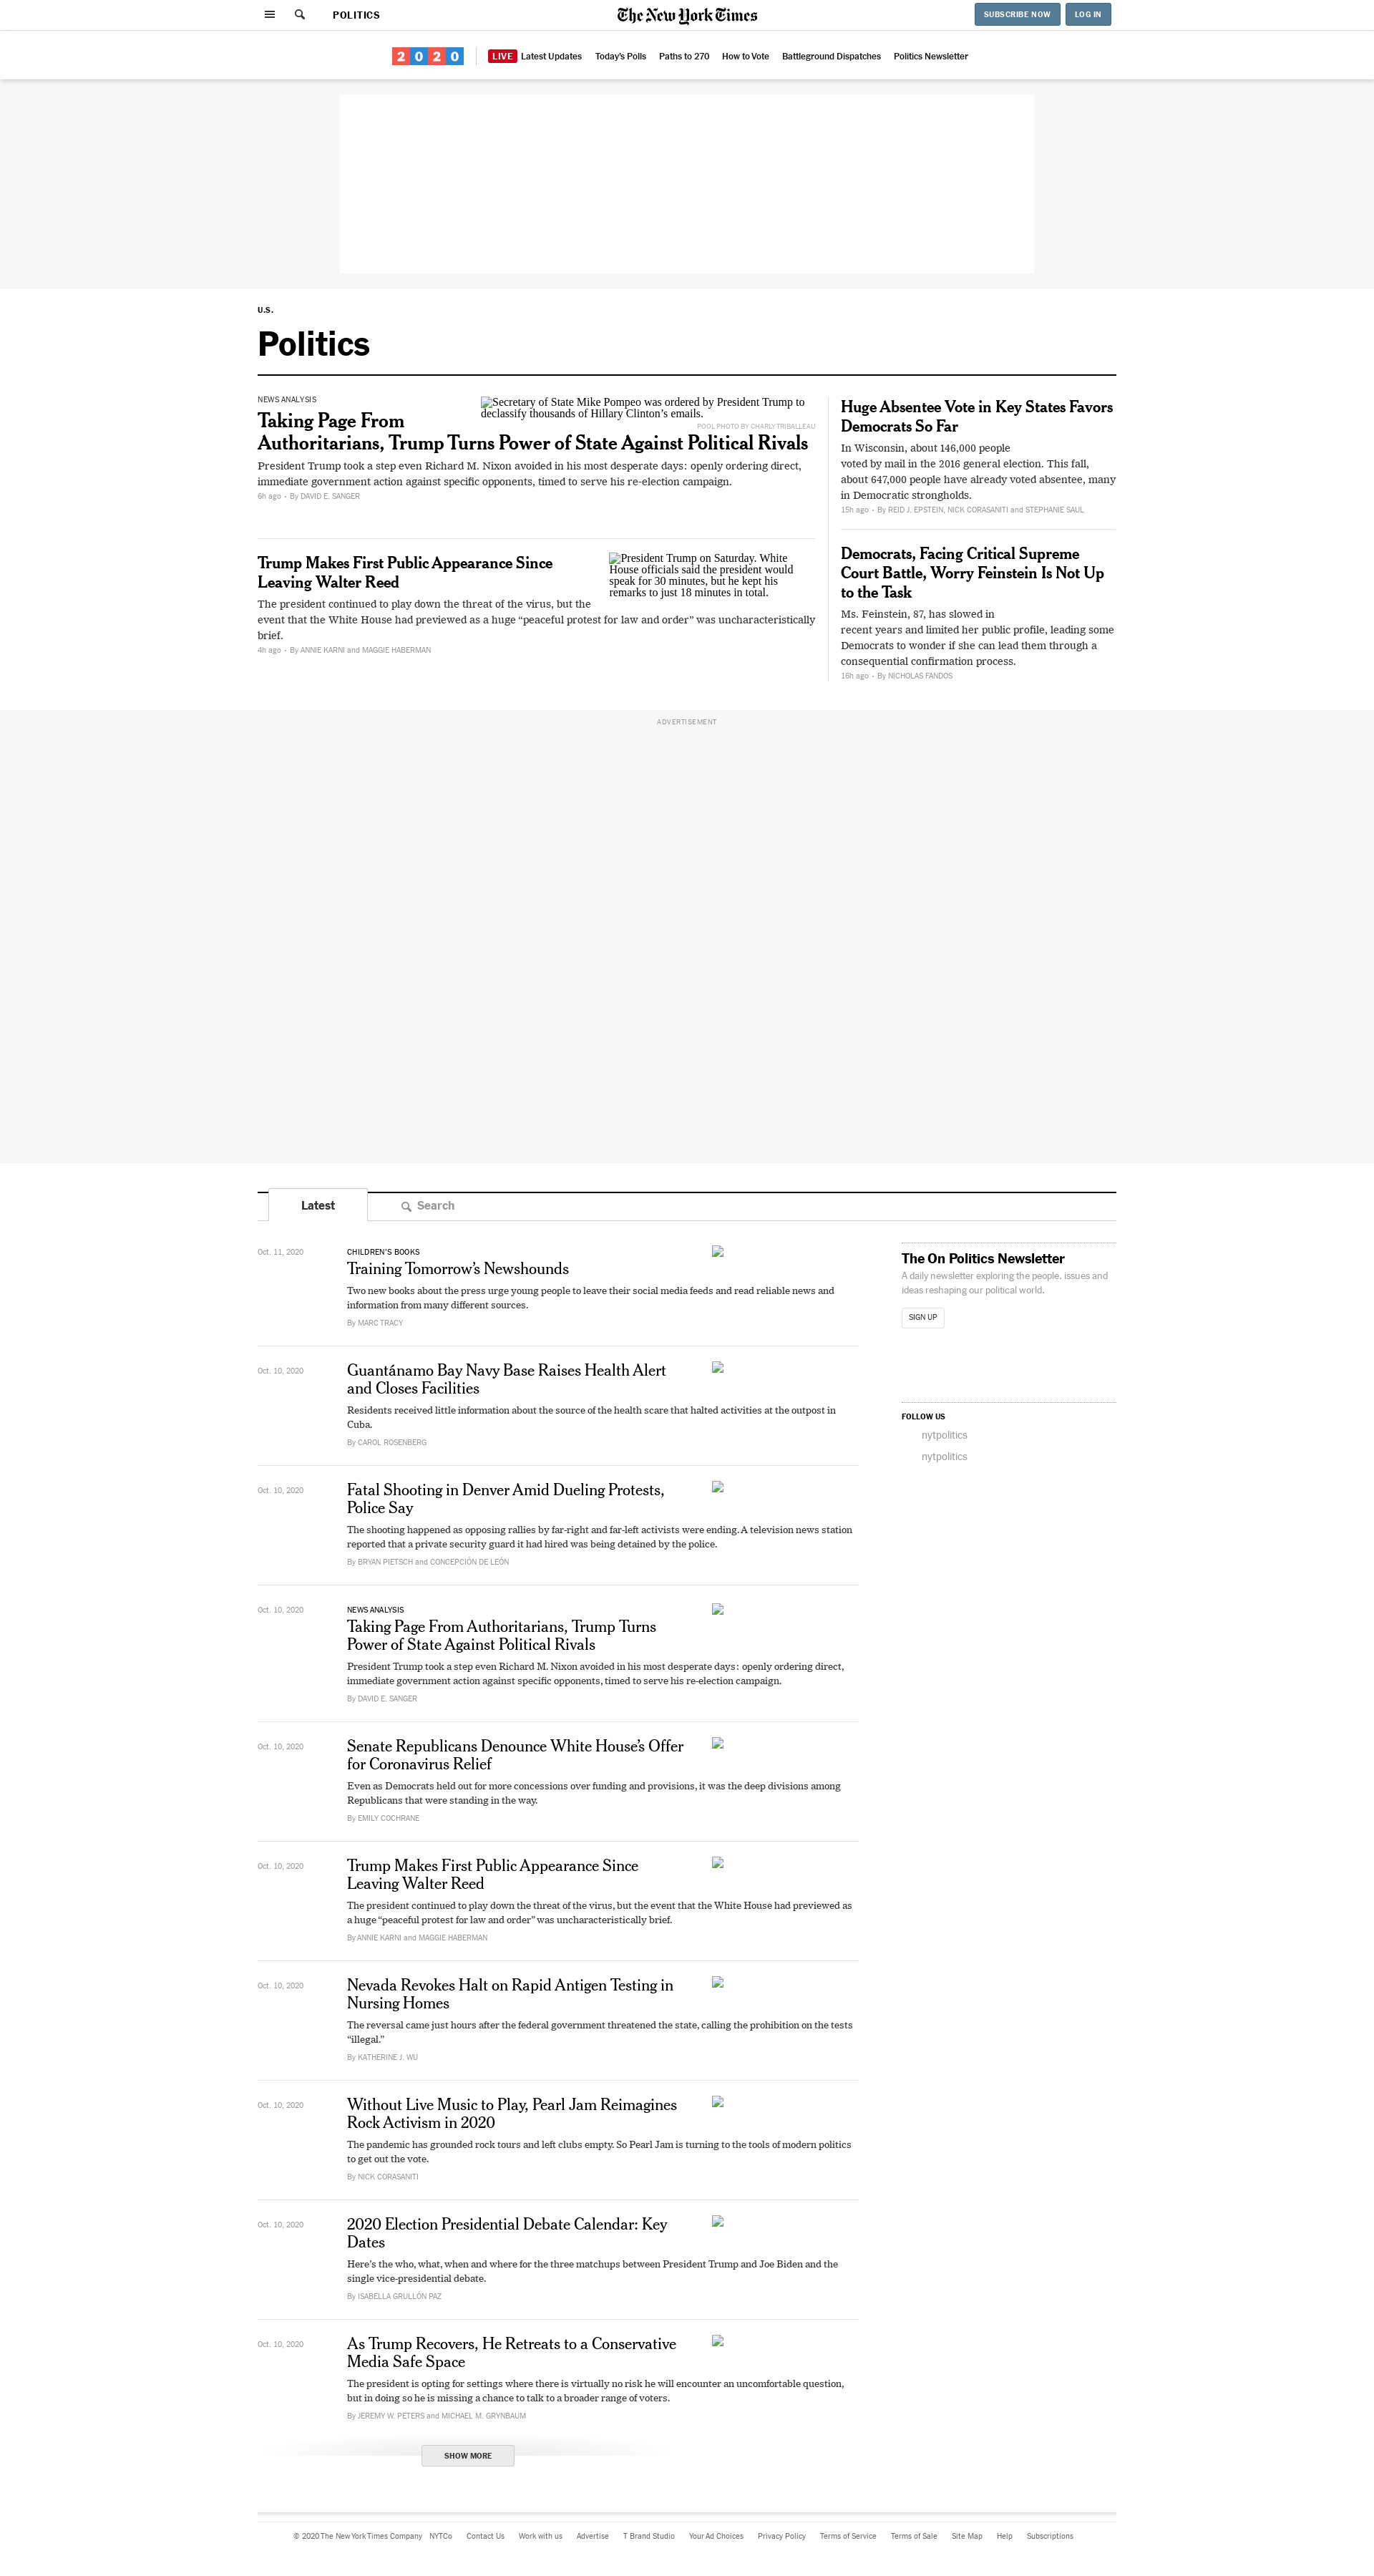 POLITICS
The New York Times
SUBSCRIBE NOW
LOG IN
2020
LIVE Latest Updates
Today's Polls
Paths to 270
How to Vote
Battleground Dispatches
Politics Newsletter
U.S.
Politics
NEWS ANALYSIS
Taking Page From
Authoritarians, Trump Turns Power of State Against Political Rivals
Secretary of State Mike Pompeo was ordered by President Trump to
declassify thousands of Hillary Clinton's emails.
POOL PHOTO BY CHARLY TRIBALLEAU
President Trump took a step even Richard M. Nixon avoided in his most desperate days: openly ordering direct,
immediate government action against specific opponents, timed to serve his re-election campaign.
6h ago • By DAVID E. SANGER
Trump Makes First Public Appearance Since
Leaving Walter Reed
President Trump on Saturday. White
House officials said the president would
speak for 30 minutes, but he kept his
remarks to just 18 minutes in total.
The president continued to play down the threat of the virus, but the
event that the White House had previewed as a huge “peaceful protest for law and order” was uncharacteristically
brief.
4h ago • By ANNIE KARNI and MAGGIE HABERMAN
Huge Absentee Vote in Key States Favors
Democrats So Far
In Wisconsin, about 146,000 people
voted by mail in the 2016 general election. This fall,
about 647,000 people have already voted absentee, many
in Democratic strongholds.
15h ago • By REID J. EPSTEIN, NICK CORASANITI and STEPHANIE SAUL
Democrats, Facing Critical Supreme
Court Battle, Worry Feinstein Is Not Up
to the Task
Ms. Feinstein, 87, has slowed in
recent years and limited her public profile, leading some
Democrats to wonder if she can lead them through a
consequential confirmation process.
16h ago • By NICHOLAS FANDOS
ADVERTISEMENT
Latest
Search
Oct. 11, 2020
CHILDREN'S BOOKS
Training Tomorrow's Newshounds
Two new books about the press urge young people to leave their social media feeds and read reliable news and
information from many different sources.
By MARC TRACY
Oct. 10, 2020
Guantánamo Bay Navy Base Raises Health Alert
and Closes Facilities
Residents received little information about the source of the health scare that halted activities at the outpost in
Cuba.
By CAROL ROSENBERG
Oct. 10, 2020
Fatal Shooting in Denver Amid Dueling Protests,
Police Say
The shooting happened as opposing rallies by far-right and far-left activists were ending. A television news station
reported that a private security guard it had hired was being detained by the police.
By BRYAN PIETSCH and CONCEPCIÓN DE LEÓN
Oct. 10, 2020
NEWS ANALYSIS
Taking Page From Authoritarians, Trump Turns
Power of State Against Political Rivals
President Trump took a step even Richard M. Nixon avoided in his most desperate days: openly ordering direct,
immediate government action against specific opponents, timed to serve his re-election campaign.
By DAVID E. SANGER
Oct. 10, 2020
Senate Republicans Denounce White House's Offer
for Coronavirus Relief
Even as Democrats held out for more concessions over funding and provisions, it was the deep divisions among
Republicans that were standing in the way.
By EMILY COCHRANE
Oct. 10, 2020
Trump Makes First Public Appearance Since
Leaving Walter Reed
The president continued to play down the threat of the virus, but the event that the White House had previewed as
a huge “peaceful protest for law and order” was uncharacteristically brief.
By ANNIE KARNI and MAGGIE HABERMAN
Oct. 10, 2020
Nevada Revokes Halt on Rapid Antigen Testing in
Nursing Homes
The reversal came just hours after the federal government threatened the state, calling the prohibition on the tests
“illegal.”
By KATHERINE J. WU
Oct. 10, 2020
Without Live Music to Play, Pearl Jam Reimagines
Rock Activism in 2020
The pandemic has grounded rock tours and left clubs empty. So Pearl Jam is turning to the tools of modern politics
to get out the vote.
By NICK CORASANITI
Oct. 10, 2020
2020 Election Presidential Debate Calendar: Key
Dates
Here's the who, what, when and where for the three matchups between President Trump and Joe Biden and the
single vice-presidential debate.
By ISABELLA GRULLÓN PAZ
Oct. 10, 2020
As Trump Recovers, He Retreats to a Conservative
Media Safe Space
The president is opting for settings where there is virtually no risk he will encounter an uncomfortable question,
but in doing so he is missing a chance to talk to a broader range of voters.
By JEREMY W. PETERS and MICHAEL M. GRYNBAUM
SHOW MORE
The On Politics Newsletter
A daily newsletter exploring the people, issues and
ideas reshaping our political world.
SIGN UP
FOLLOW US
nytpolitics
nytpolitics
© 2020 The New York Times Company
NYTCo
Contact Us
Work with us
Advertise
T Brand Studio
Your Ad Choices
Privacy Policy
Terms of Service
Terms of Sale
Site Map
Help
Subscriptions